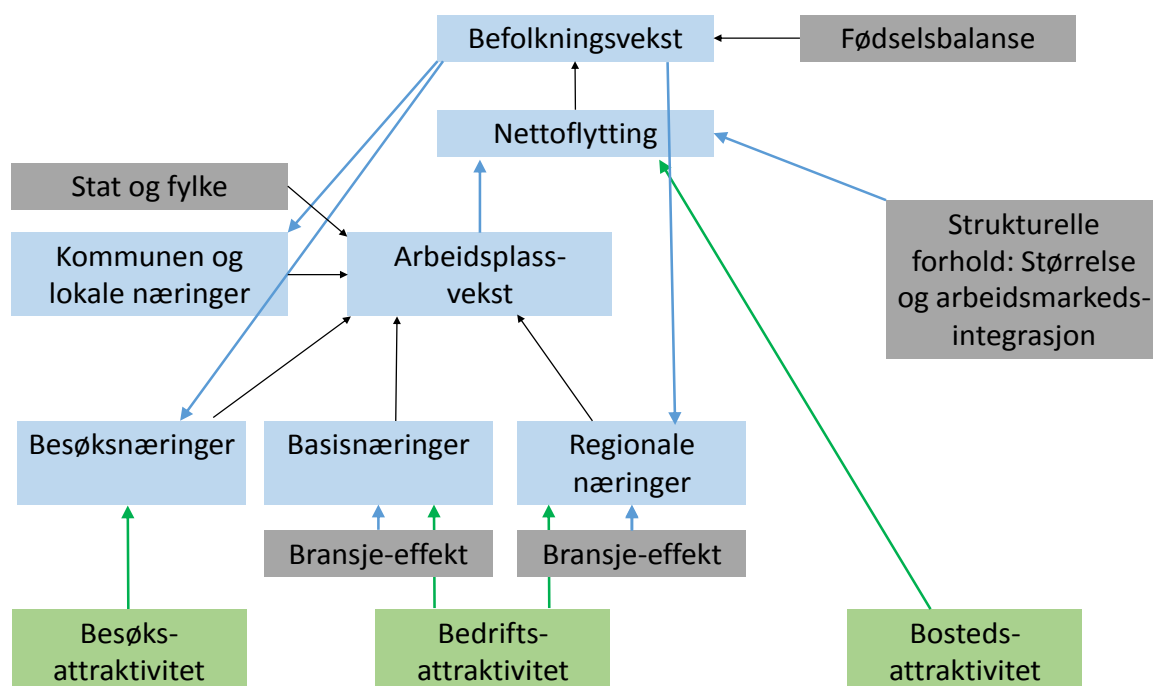 Befolkningsvekst
Fødselsbalanse
Nettoflytting
Stat og fylke
Kommunen og
lokale næringer
Arbeidsplass-
vekst
Strukturelle
forhold: Størrelse
og arbeidsmarkeds-
integrasjon
Besøksnæringer
Basisnæringer
Regionale
næringer
Bransje-effekt
Bransje-effekt
Besøks-
attraktivitet
Bedrifts-
attraktivitet
Bosteds-
attraktivitet